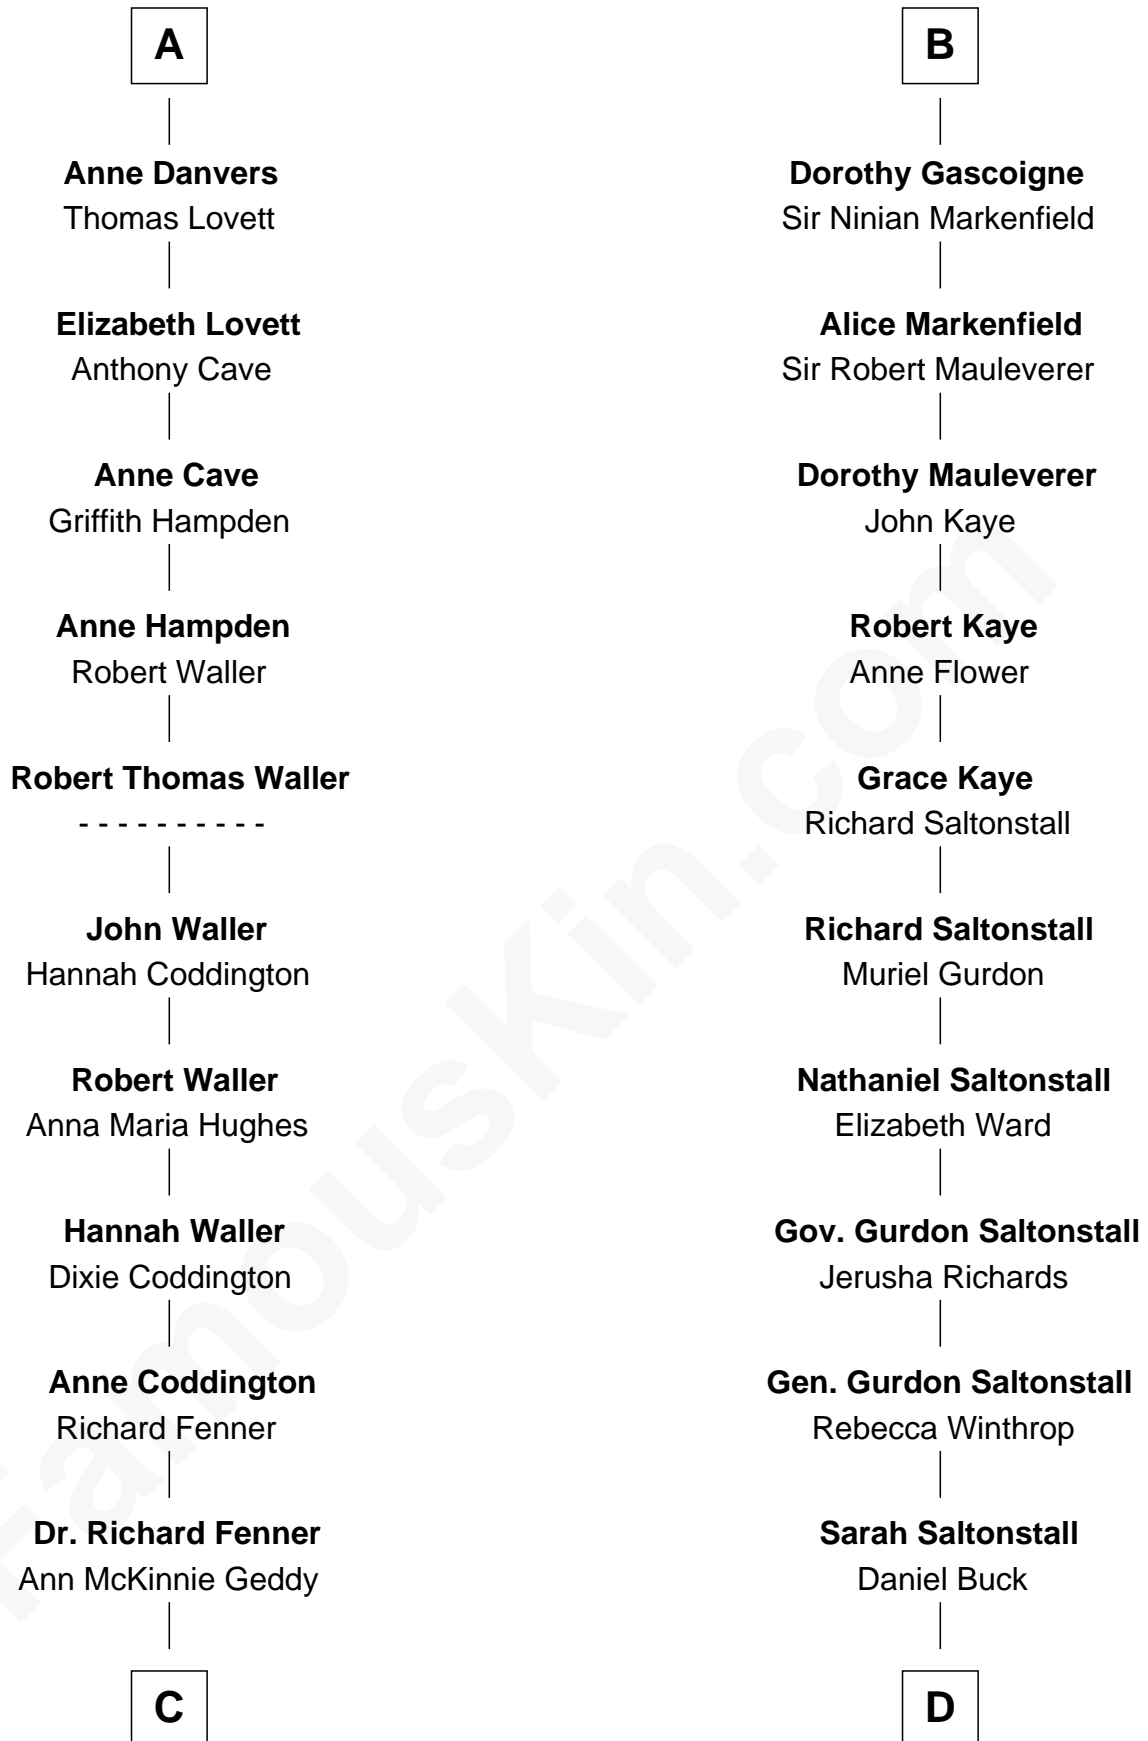 A
Anne Danvers
Thomas Lovett
Elizabeth Lovett
Anthony Cave
Anne Cave
Griffith Hampden
Anne Hampden
Robert Waller
Robert Thomas Waller
- - - - - - - - - -
John Waller
Hannah Coddington
Robert Waller
Anna Maria Hughes
Hannah Waller
Dixie Coddington
Anne Coddington
Richard Fenner
Dr. Richard Fenner
Ann McKinnie Geddy
C
B
Dorothy Gascoigne
Sir Ninian Markenfield
Alice Markenfield
Sir Robert Mauleverer
Dorothy Mauleverer
John Kaye
Robert Kaye
Anne Flower
Grace Kaye
Richard Saltonstall
Richard Saltonstall
Muriel Gurdon
Nathaniel Saltonstall
Elizabeth Ward
Gov. Gurdon Saltonstall
Jerusha Richards
Gen. Gurdon Saltonstall
Rebecca Winthrop
Sarah Saltonstall
Daniel Buck
D
FamousKin.com